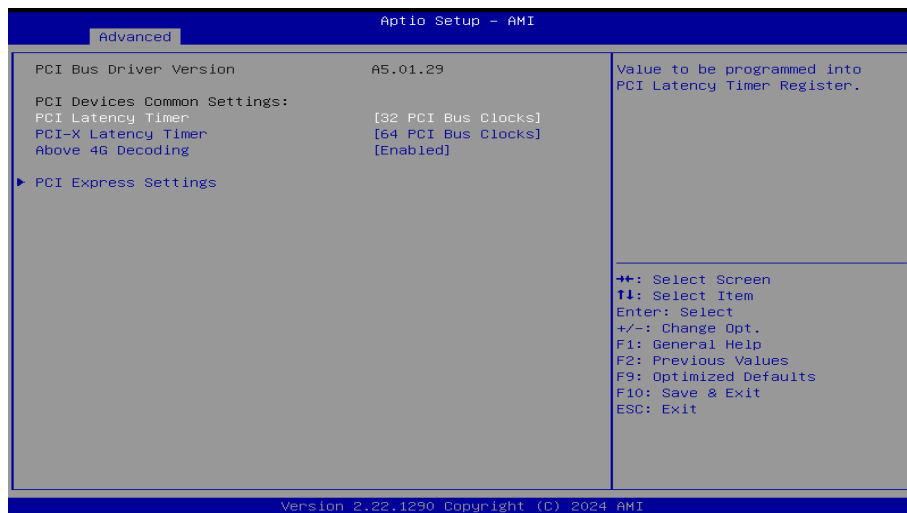 Aptio Setup – AMI
Advanced
PCI Bus Driver Version A5.01.29
PCI Devices Common Settings:
PCI Latency Timer [32 PCI Bus Clocks]
PCI-X Latency Timer [64 PCI Bus Clocks]
Above 4G Decoding [Enabled]
▶ PCI Express Settings
Value to be programmed into
PCI Latency Timer Register.
→←: Select Screen
↑↓: Select Item
Enter: Select
+/-: Change Opt.
F1: General Help
F2: Previous Values
F9: Optimized Defaults
F10: Save & Exit
ESC: Exit
Version 2.22.1290 Copyright (C) 2024 AMI